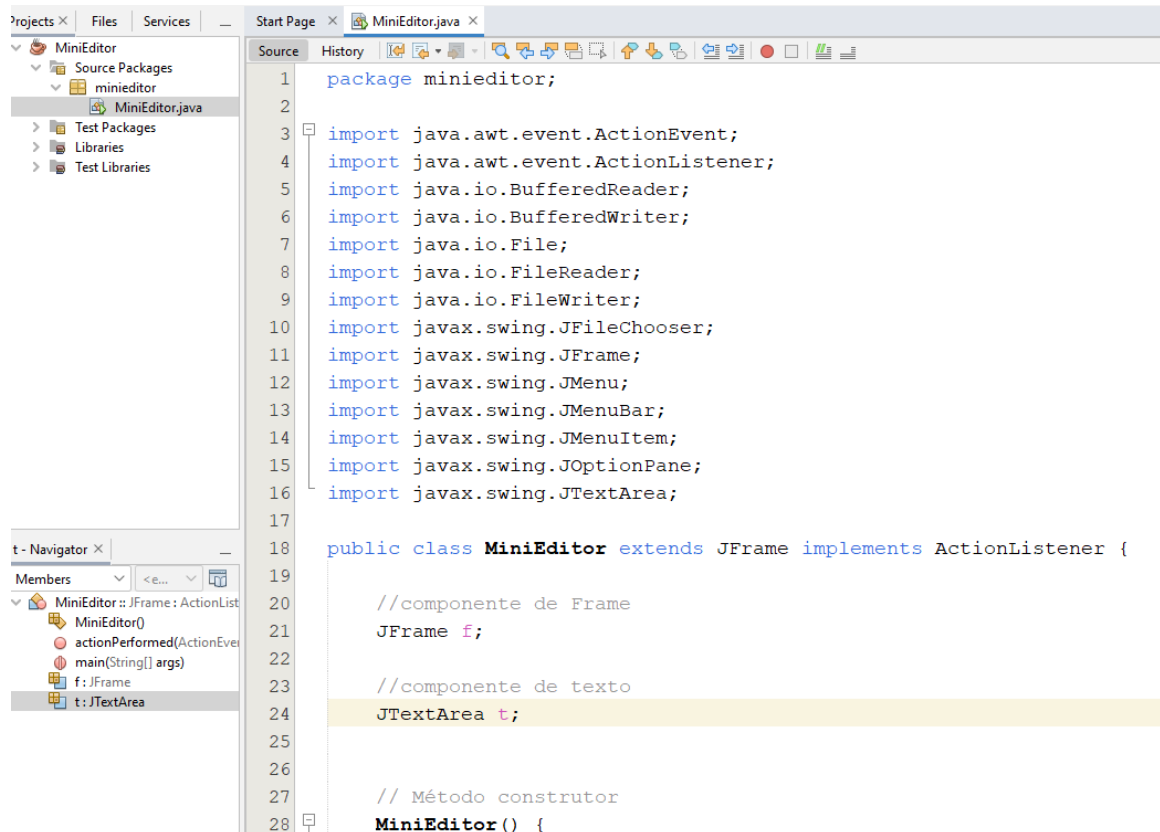 Projects × Files Services
MiniEditor
Source Packages
minieditor
MiniEditor.java
Test Packages
Libraries
Test Libraries
t - Navigator ×
Members <e...
MiniEditor :: JFrame : ActionList
MiniEditor()
actionPerformed(ActionEve
main(String[] args)
f : JFrame
t : JTextArea
Start Page × MiniEditor.java ×
Source History
1 package minieditor;
2
3 import java.awt.event.ActionEvent;
4 import java.awt.event.ActionListener;
5 import java.io.BufferedReader;
6 import java.io.BufferedWriter;
7 import java.io.File;
8 import java.io.FileReader;
9 import java.io.FileWriter;
10 import javax.swing.JFileChooser;
11 import javax.swing.JFrame;
12 import javax.swing.JMenu;
13 import javax.swing.JMenuBar;
14 import javax.swing.JMenuItem;
15 import javax.swing.JOptionPane;
16 import javax.swing.JTextArea;
17
18 public class MiniEditor extends JFrame implements ActionListener {
19
20 //componente de Frame
21 JFrame f;
22
23 //componente de texto
24 JTextArea t;
25
26
27 // Método construtor
28 MiniEditor() {